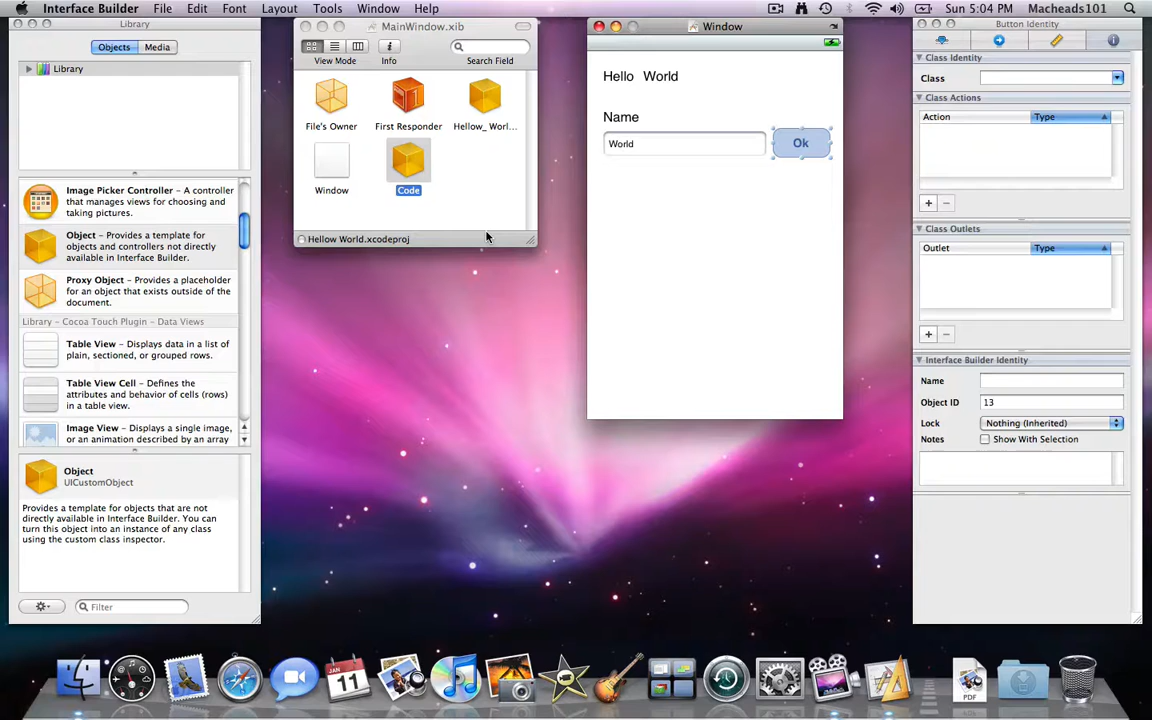 Interface Builder File Edit Font Layout Tools Window Help Sun 5:04 PM Macheads101
Library
Objects Media
Library
Image Picker Controller – A controller
that manages views for choosing and
taking pictures.
Object – Provides a template for
objects and controllers not directly
available in Interface Builder.
Proxy Object – Provides a placeholder
for an object that exists outside of the
document.
Library – Cocoa Touch Plugin – Data Views
Table View – Displays data in a list of
plain, sectioned, or grouped rows.
Table View Cell – Defines the
attributes and behavior of cells (rows)
in a table view.
Image View – Displays a single image,
or an animation described by an array
Object
UICustomObject
Provides a template for objects that are not
directly available in Interface Builder. You can
turn this object into an instance of any class
using the custom class inspector.
Filter
MainWindow.xib
View Mode Info Search Field
File's Owner First Responder Hellow_ Worl...
Window Code
Hellow World.xcodeproj
Window
Hello World
Name
World Ok
Button Identity
Class Identity
Class
Class Actions
Action Type
Class Outlets
Outlet Type
Interface Builder Identity
Name
Object ID 13
Lock Nothing (Inherited)
Notes Show With Selection
JAN
11
PDF